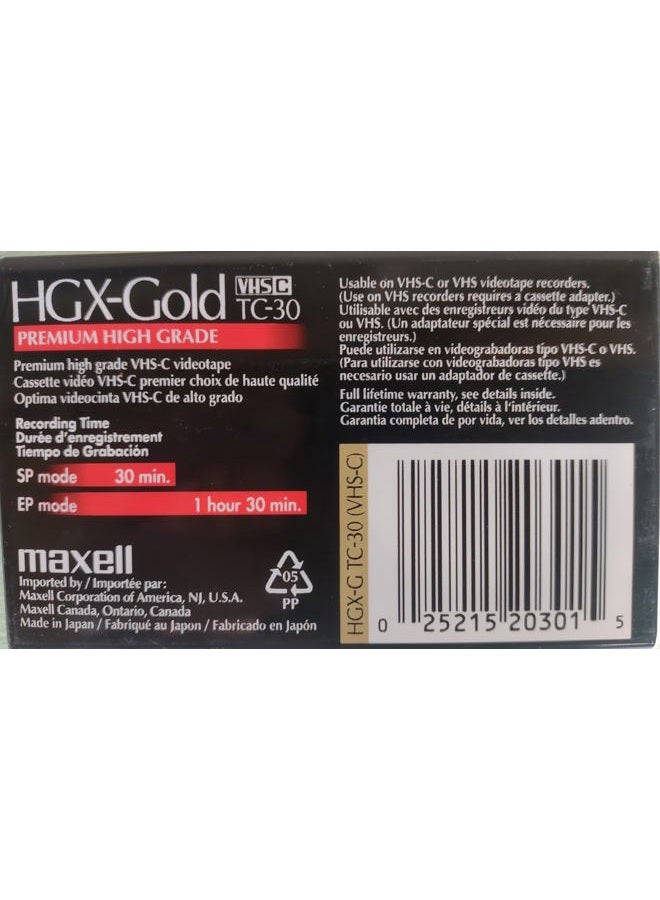 HGX-Gold VHSC TC-30
PREMIUM HIGH GRADE
Premium high grade VHS-C videotape
Cassette vidéo VHS-C premier choix de haute qualité
Optima videocinta VHS-C de alto grado
Recording Time
Durée d'enregistrement
Tiempo de Grabación
SP mode 30 min.
EP mode 1 hour 30 min.
maxell
Imported by / Importée par:
Maxell Corporation of America, NJ, U.S.A.
Maxell Canada, Ontario, Canada
Made in Japan / Fabriqué au Japon / Fabricado en Japón
05
PP
Usable on VHS-C or VHS videotape recorders.
(Use on VHS recorders requires a cassette adapter.)
Utilisable avec des enregistreurs vidéo du type VHS-C
ou VHS. (Un adaptateur spécial est nécessaire pour les
enregistreurs.)
Puede utilizarse en videograbadoras tipo VHS-C o VHS.
(Para utilizarse con videograbadoras tipo VHS es
necesario usar un adaptador de cassette.)
Full lifetime warranty, see details inside.
Garantie totale à vie, détails à l'intérieur.
Garantia completa de por vida, ver los detalles adentro.
HGX-G TC-30 (VHS-C)
0 25215 20301 5